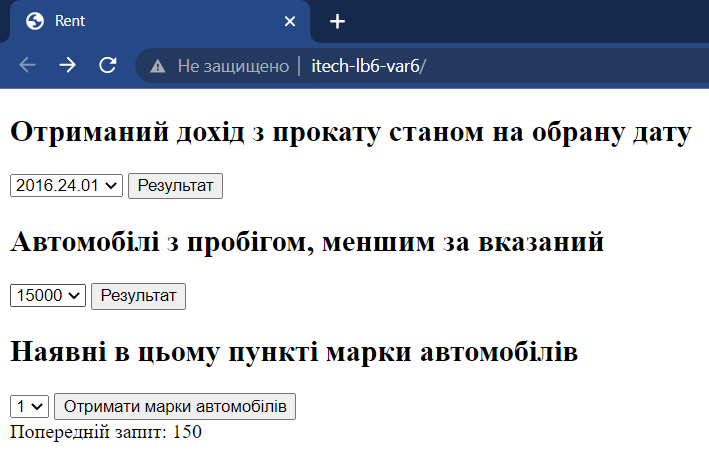 Rent
Не защищено itech-lb6-var6/
Отриманий дохід з прокату станом на обрану дату
2016.24.01 Результат
Автомобілі з пробігом, меншим за вказаний
15000 Результат
Наявні в цьому пункті марки автомобілів
1 Отримати марки автомобілів
Попередній запит: 150